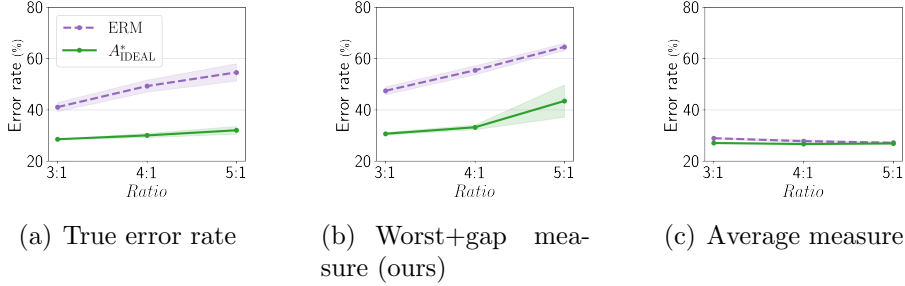 80
60
40
20
Error rate (%)
ERM
A*IDEAL
3:1 4:1 5:1
Ratio
(a) True error rate
80
60
40
20
Error rate (%)
3:1 4:1 5:1
Ratio
(b) Worst+gap mea-
sure (ours)
80
60
40
20
Error rate (%)
3:1 4:1 5:1
Ratio
(c) Average measure